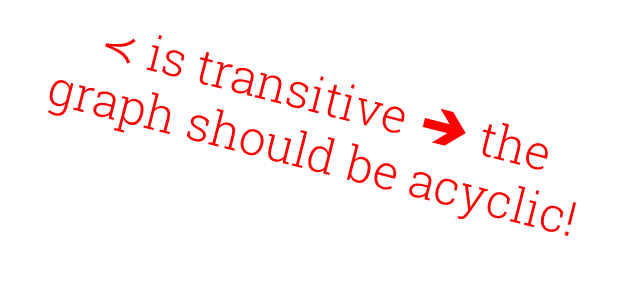 ≺ is transitive ➔ the
graph should be acyclic!